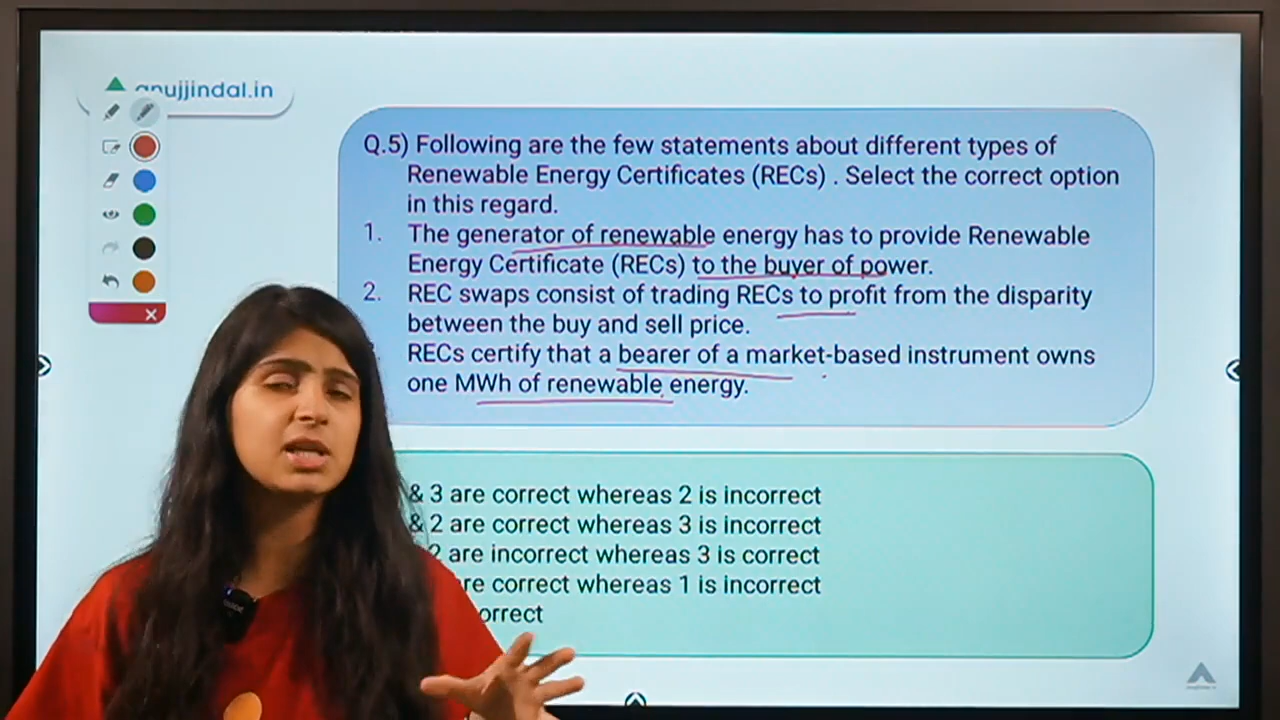 anujjindal.in
Q.5) Following are the few statements about different types of
Renewable Energy Certificates (RECs) . Select the correct option
in this regard.
1. The generator of renewable energy has to provide Renewable
Energy Certificate (RECs) to the buyer of power.
2. REC swaps consist of trading RECs to profit from the disparity
between the buy and sell price.
RECs certify that a bearer of a market-based instrument owns
one MWh of renewable energy.
& 3 are correct whereas 2 is incorrect
& 2 are correct whereas 3 is incorrect
2 are incorrect whereas 3 is correct
are correct whereas 1 is incorrect